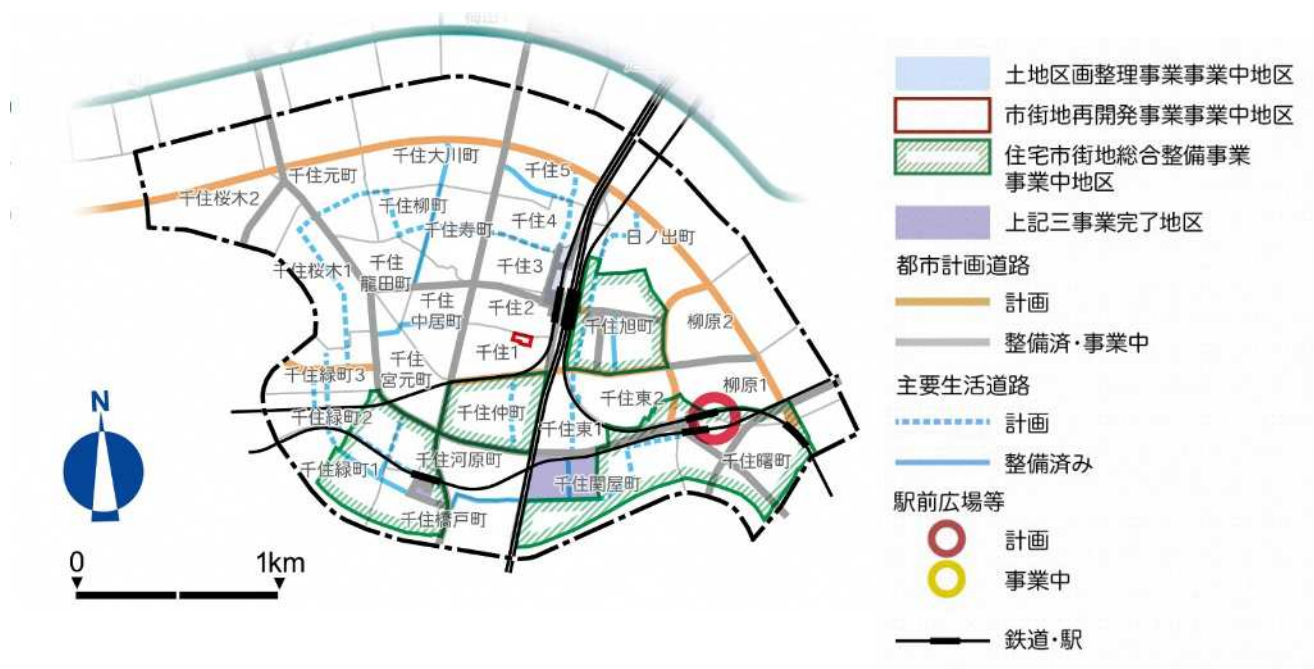 土地区画整理事業事業中地区
市街地再開発事業事業中地区
住宅市街地総合整備事業
事業中地区
上記三事業完了地区
都市計画道路
計画
整備済・事業中
主要生活道路
計画
整備済み
駅前広場等
計画
事業中
鉄道・駅
千住大川町
千住5
千住元町
千住桜木2
千住柳町
千住4
千住寿町
日ノ出町
千住3
千住桜木1
千住
龍田町
千住
中居町
千住2
千住旭町
柳原2
千住1
千住
宮元町
千住緑町3
柳原1
千住東2
千住仲町
千住緑町2
千住東1
千住河原町
千住曙町
千住緑町1
千住関屋町
千住橋戸町
N
0
1km